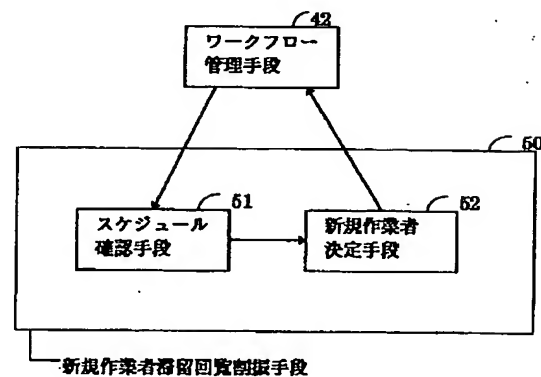 42
ワークフロー
管理手段
50
51
スケジュール
確認手段
52
新規作業者
決定手段
新規作業者滞留回覧割振手段